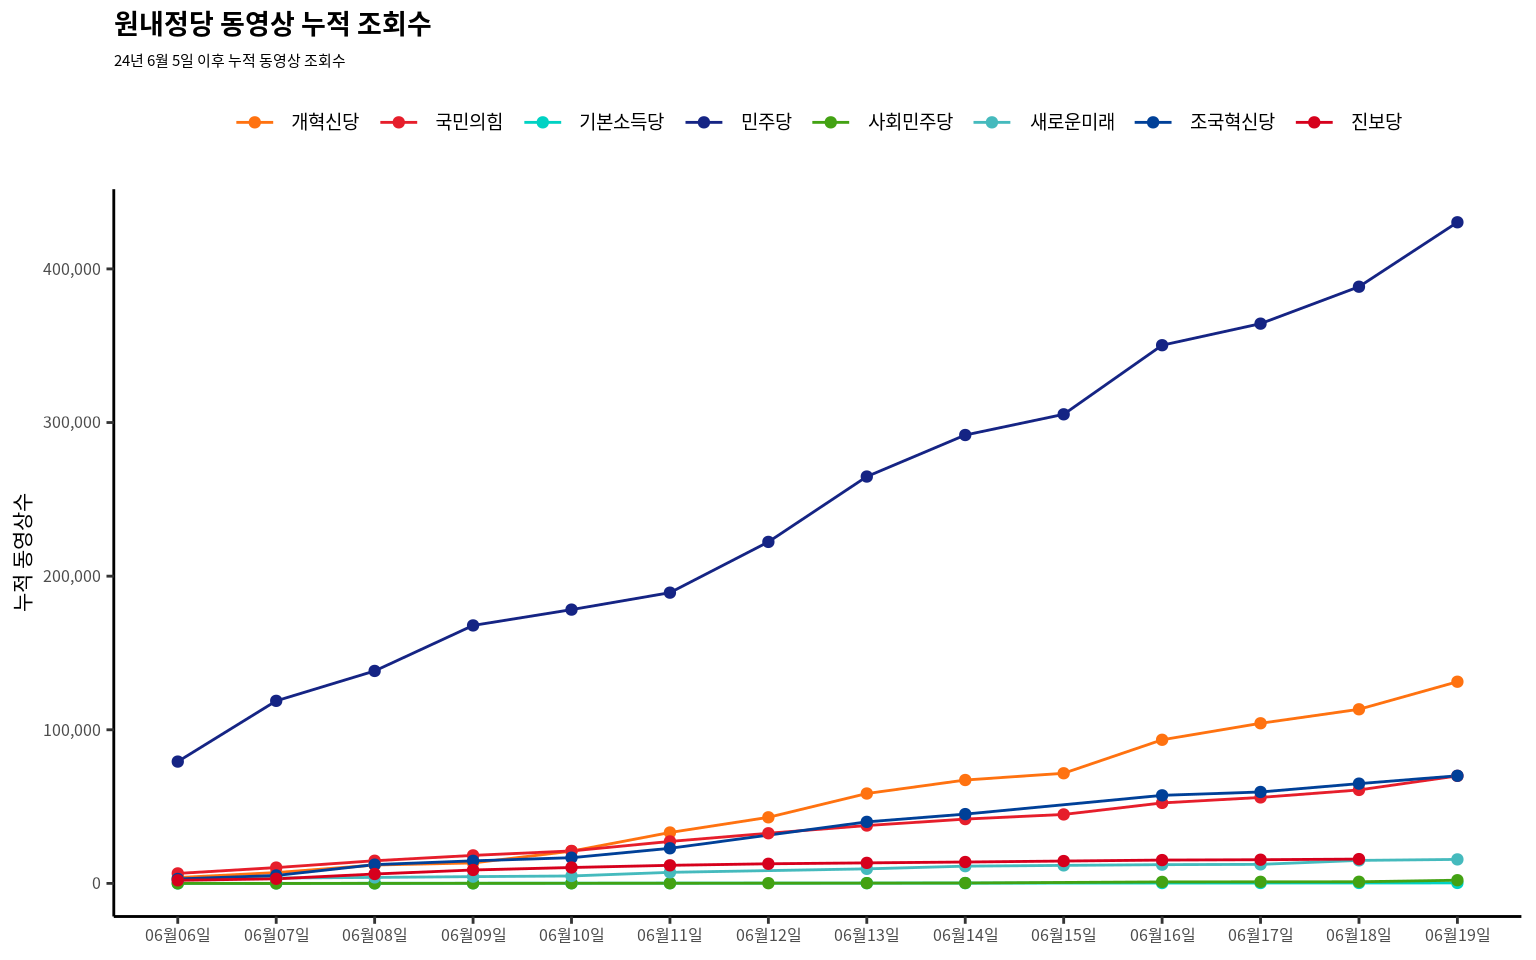 원내정당 동영상 누적 조회수
24년 6월 5일 이후 누적 동영상 조회수
개혁신당 국민의힘 기본소득당 민주당 사회민주당 새로운미래 조국혁신당 진보당
누적 동영상수
400,000
300,000
200,000
100,000
0
06월06일 06월07일 06월08일 06월09일 06월10일 06월11일 06월12일 06월13일 06월14일 06월15일 06월16일 06월17일 06월18일 06월19일